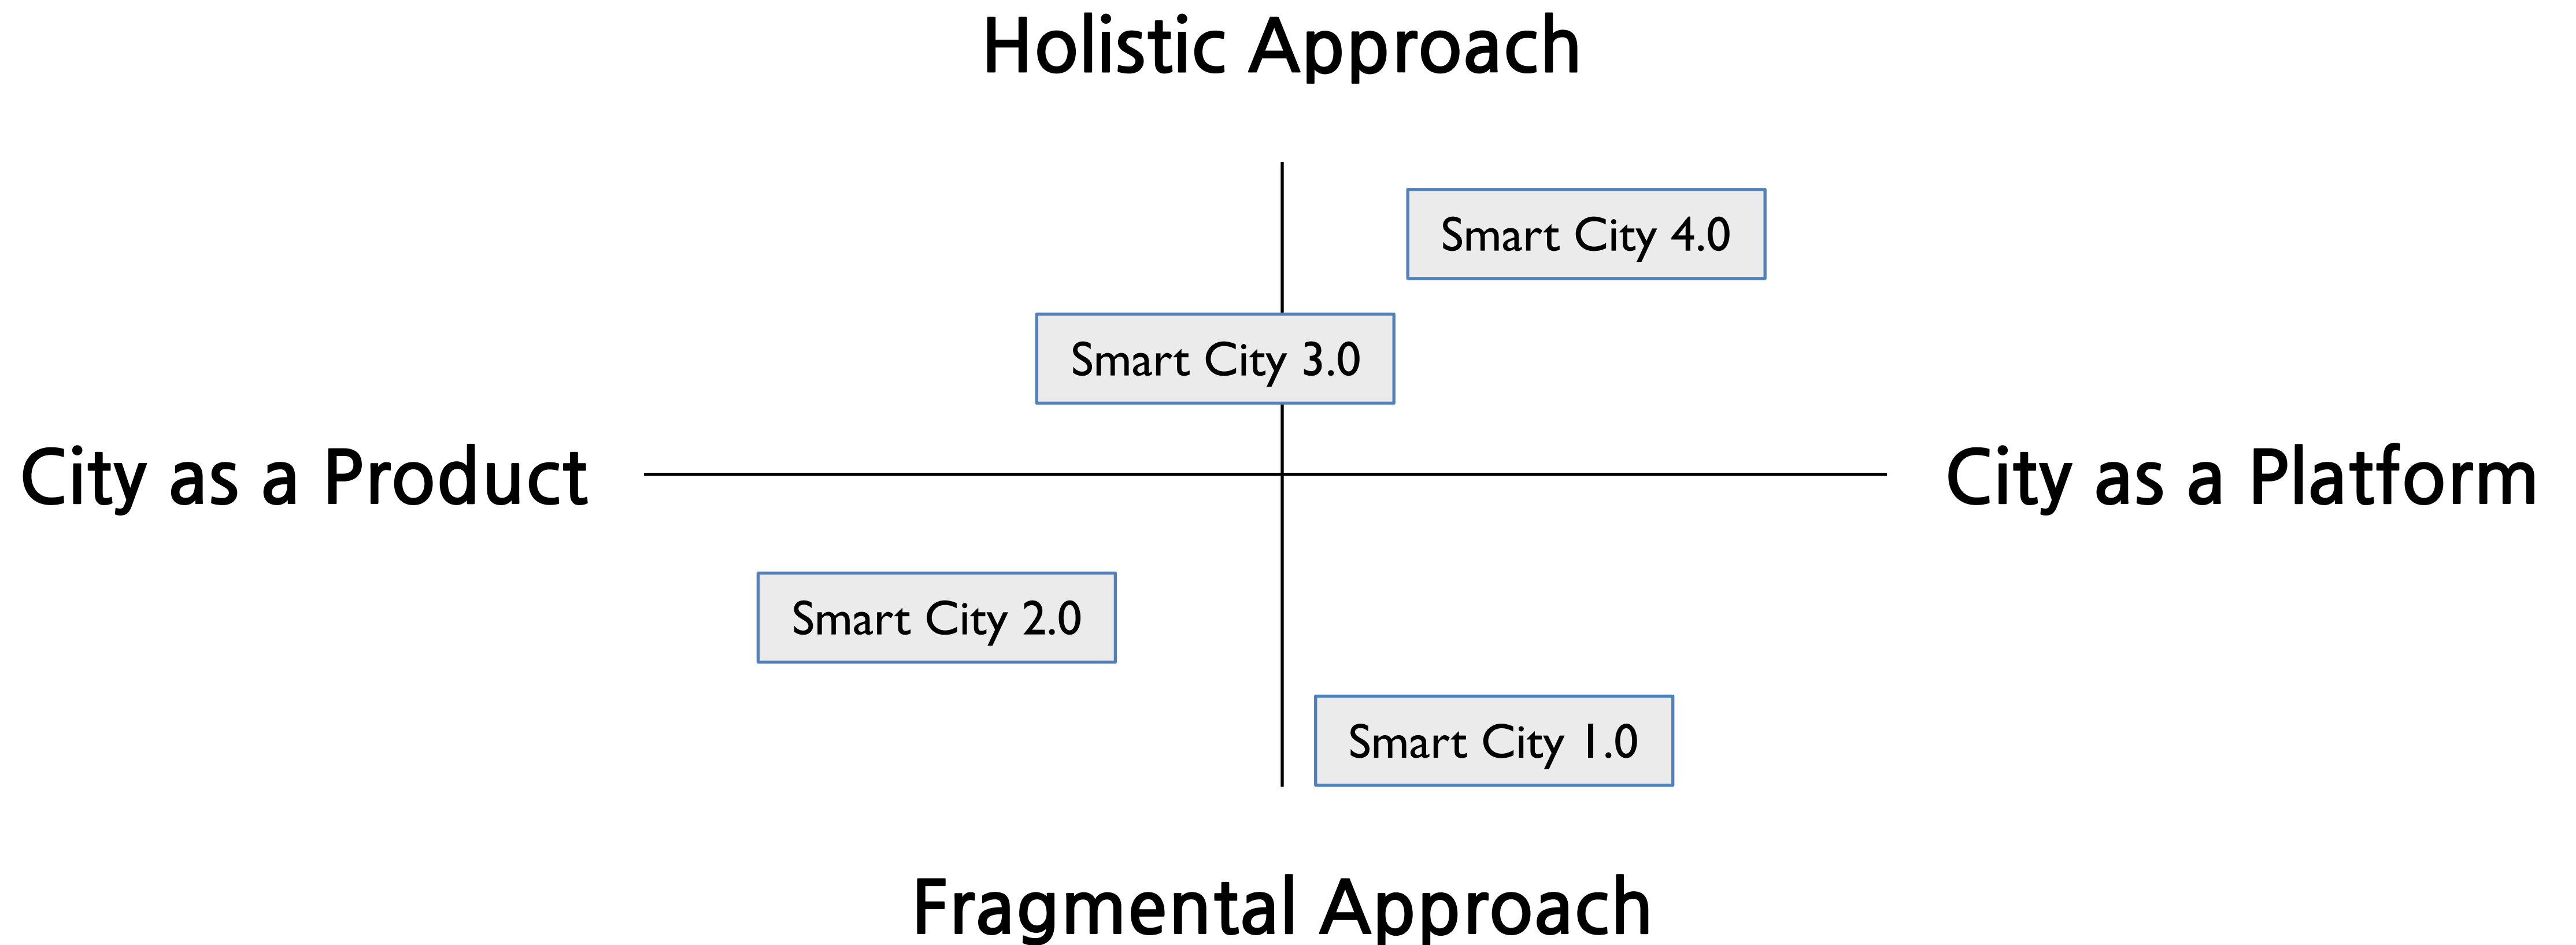 Holistic Approach
Smart City 4.0
Smart City 3.0
City as a Product
City as a Platform
Smart City 2.0
Smart City 1.0
Fragmental Approach